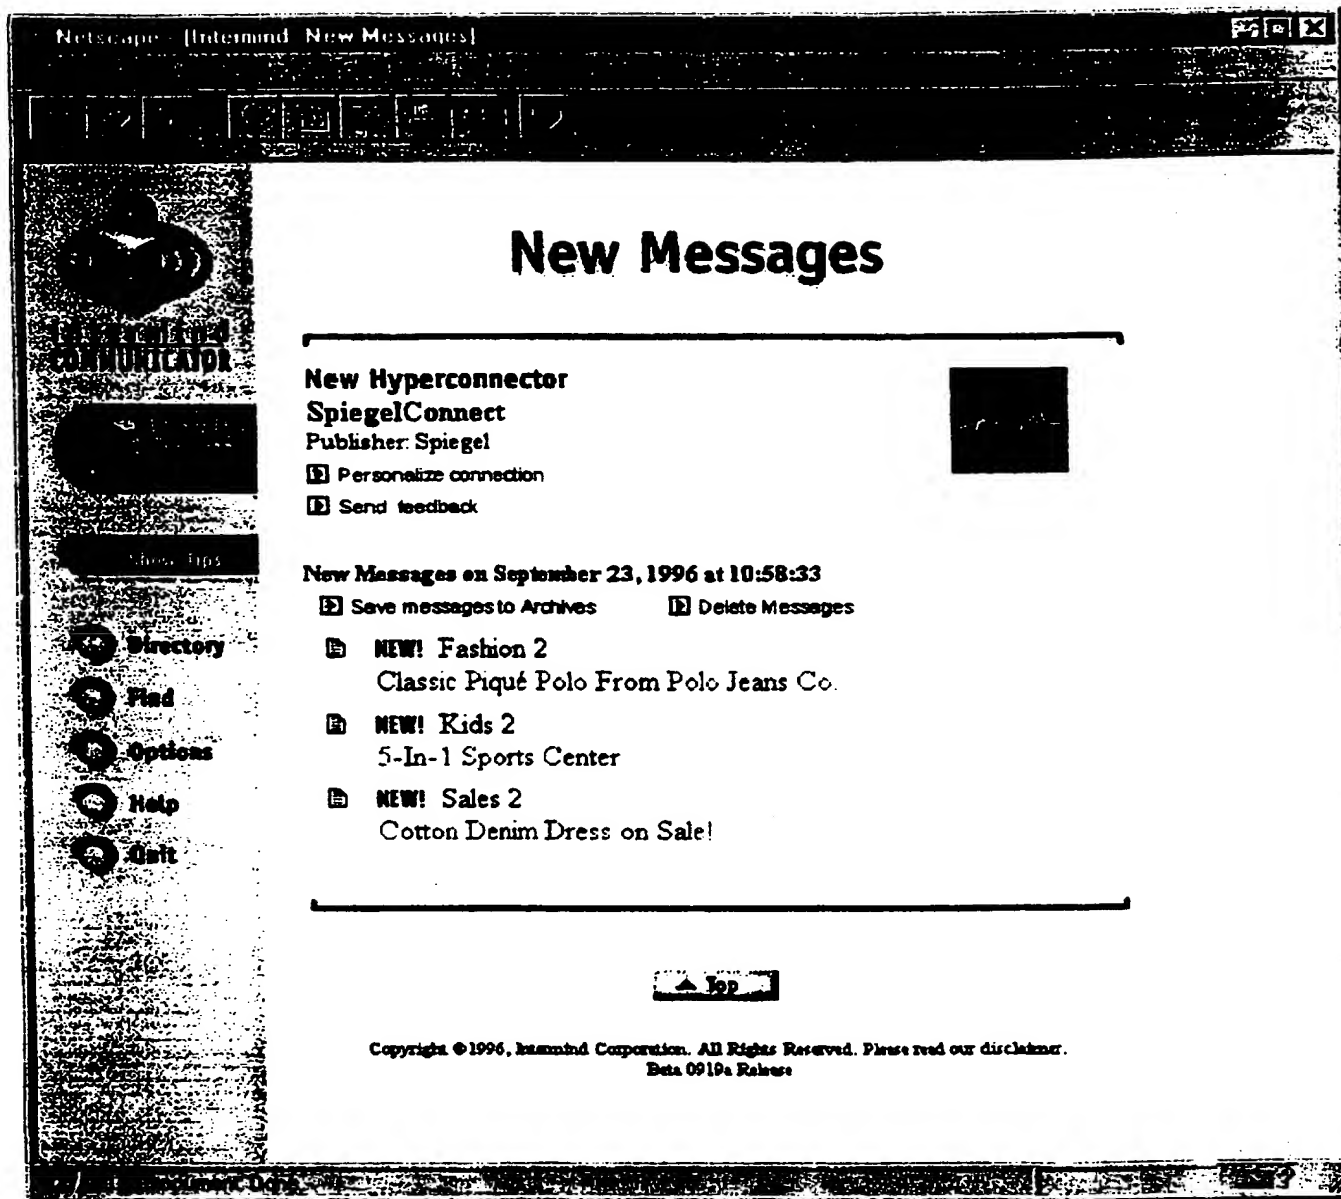 Netscape - [Intermind New Messages]
New Messages
intermind
COMMUNICATOR
New Hyperconnector
SpiegelConnect
Publisher: Spiegel
Personalize connection
Send feedback
Show Tips
New Messages on September 23, 1996 at 10:58:33
Save messages to Archives Delete Messages
Directory
Find
Options
Help
Quit
NEW! Fashion 2
Classic Piqué Polo From Polo Jeans Co.
NEW! Kids 2
5-In-1 Sports Center
NEW! Sales 2
Cotton Denim Dress on Sale!
Top
Copyright ©1996, Intermind Corporation. All Rights Reserved. Please read our disclaimer.
Beta 0919a Release